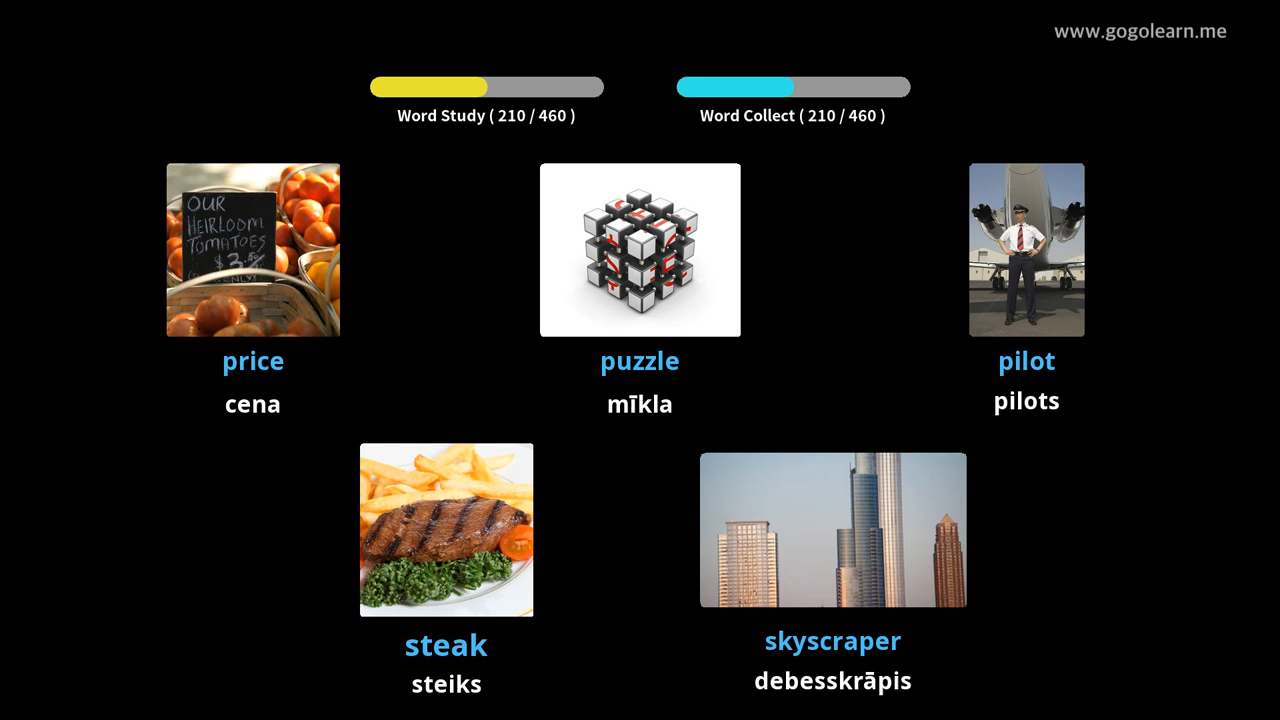 www.gogolearn.me
Word Study ( 210 / 460 )
Word Collect ( 210 / 460 )
OUR
HEIRLOOM
TOMATOES
price
puzzle
pilot
cena
mīkla
pilots
steak
skyscraper
steiks
debesskrāpis